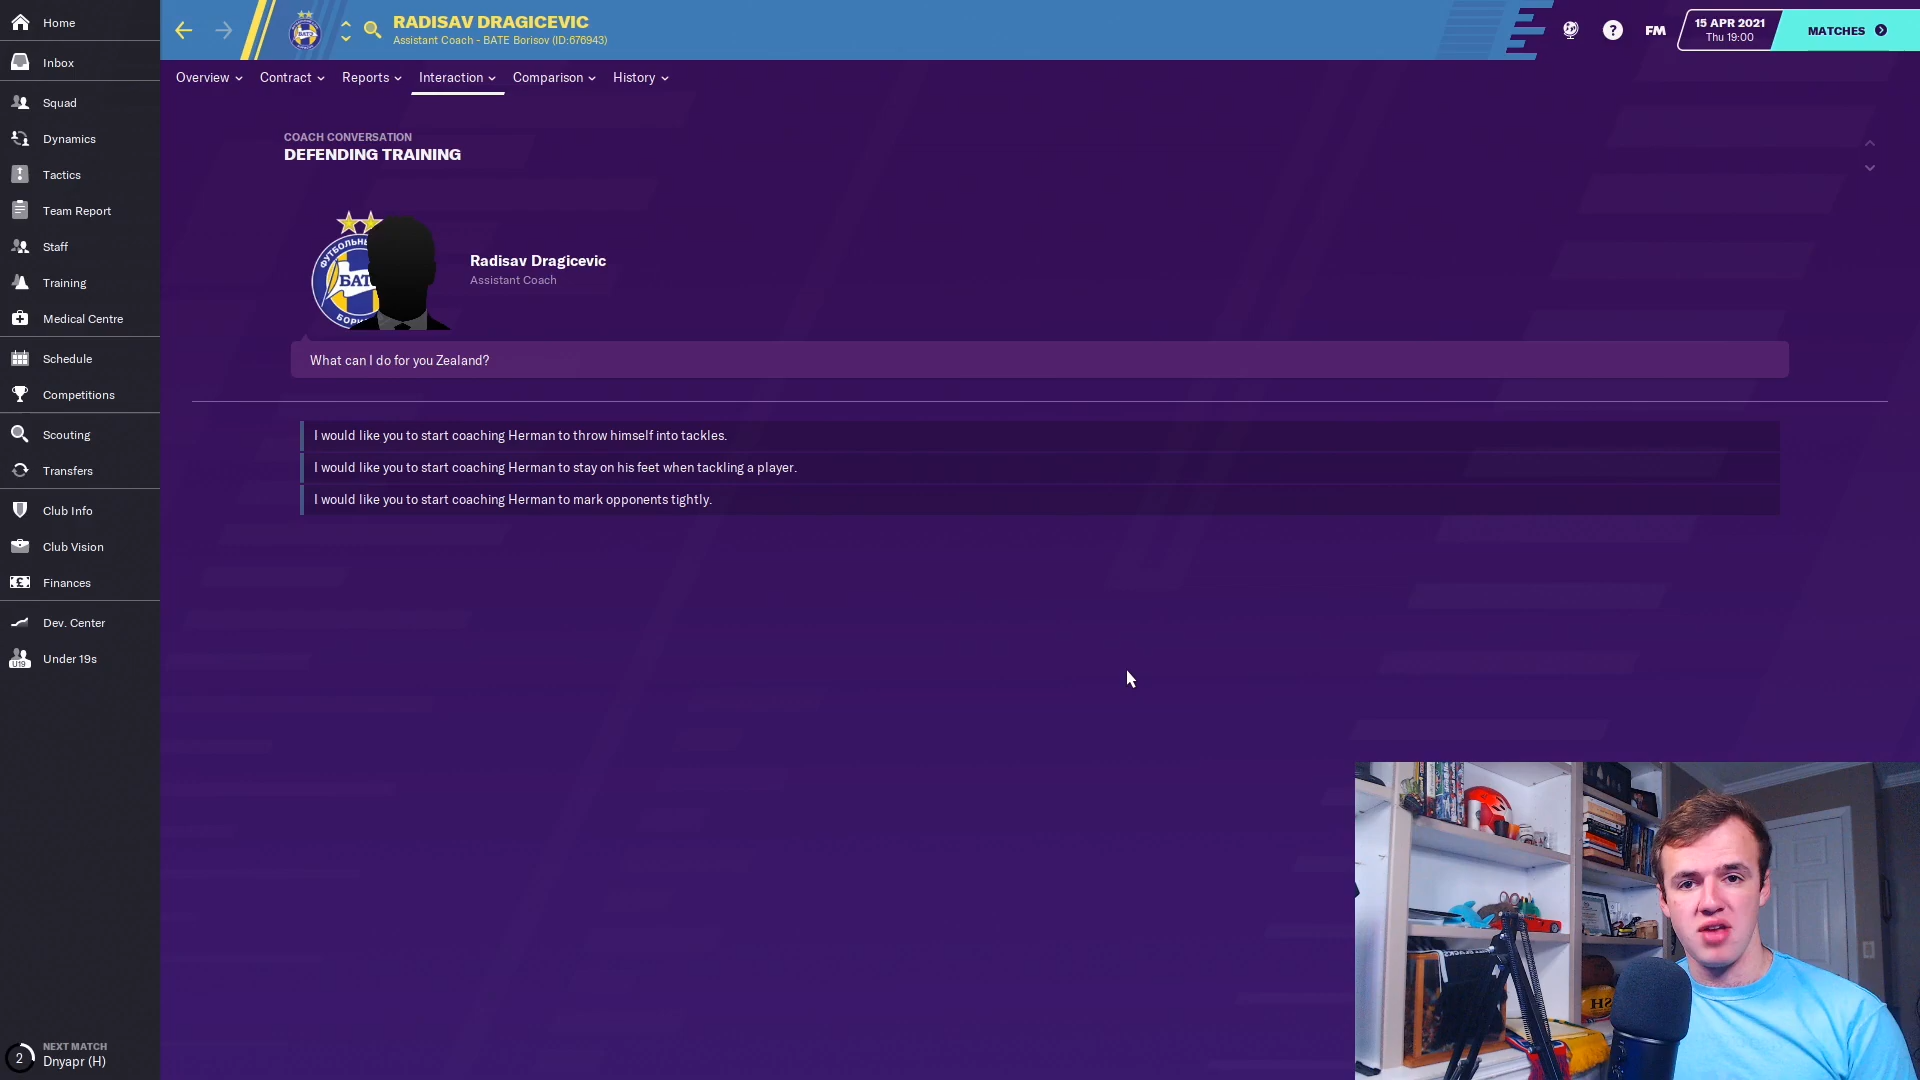 Home
Inbox
Squad
Dynamics
Tactics
Team Report
Staff
Training
Medical Centre
Schedule
Competitions
Scouting
Transfers
Club Info
Club Vision
Finances
Dev. Center
U19
Under 19s
2
NEXT MATCH
Dnyapr (H)
RADISAV DRAGICEVIC
Assistant Coach - BATE Borisov (ID:676943)
?
FM
15 APR 2021
Thu 19:00
MATCHES
Overview
Contract
Reports
Interaction
Comparison
History
COACH CONVERSATION
DEFENDING TRAINING
Radisav Dragicevic
Assistant Coach
What can I do for you Zealand?
I would like you to start coaching Herman to throw himself into tackles.
I would like you to start coaching Herman to stay on his feet when tackling a player.
I would like you to start coaching Herman to mark opponents tightly.